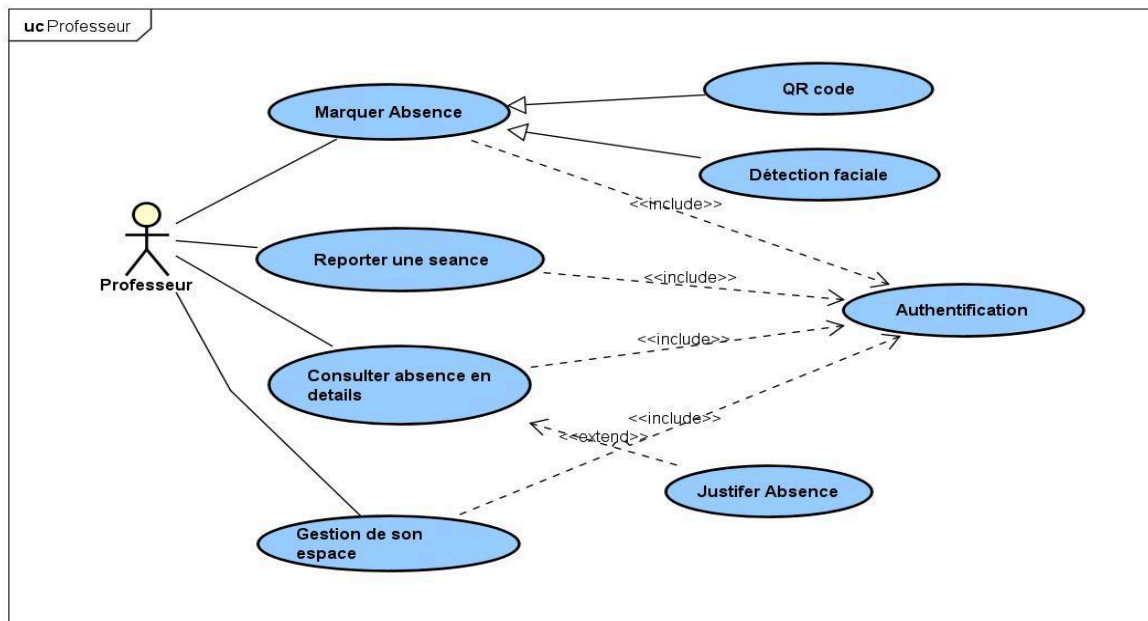 uc Professeur
QR code
Marquer Absence
Détection faciale
<<include>>
Reporter une seance
<<include>>
Professeur
Authentification
<<include>>
Consulter absence en
details
<<include>>
<<extend>>
Justifer Absence
Gestion de son
espace